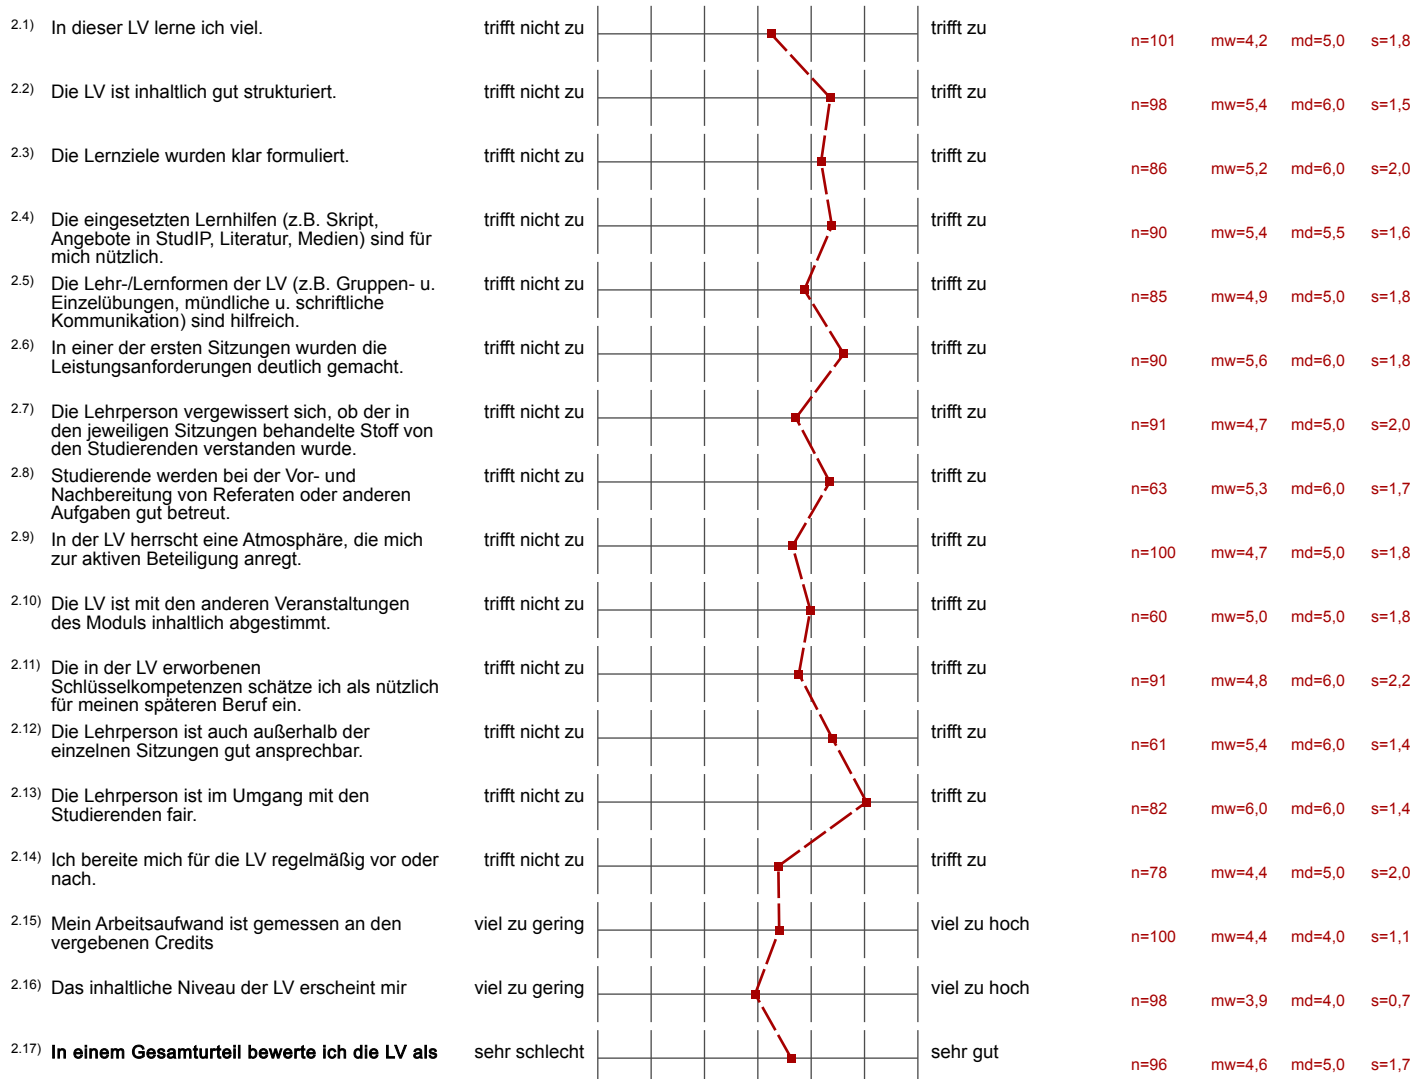 2.1) In dieser LV lerne ich viel. trifft nicht zu trifft zu n=101 mw=4,2 md=5,0 s=1,8
2.2) Die LV ist inhaltlich gut strukturiert. trifft nicht zu trifft zu n=98 mw=5,4 md=6,0 s=1,5
2.3) Die Lernziele wurden klar formuliert. trifft nicht zu trifft zu n=86 mw=5,2 md=6,0 s=2,0
2.4) Die eingesetzten Lernhilfen (z.B. Skript, trifft nicht zu trifft zu n=90 mw=5,4 md=5,5 s=1,6
Angebote in StudIP, Literatur, Medien) sind für
mich nützlich.
2.5) Die Lehr-/Lernformen der LV (z.B. Gruppen- u. trifft nicht zu trifft zu n=85 mw=4,9 md=5,0 s=1,8
Einzelübungen, mündliche u. schriftliche
Kommunikation) sind hilfreich.
2.6) In einer der ersten Sitzungen wurden die trifft nicht zu trifft zu n=90 mw=5,6 md=6,0 s=1,8
Leistungsanforderungen deutlich gemacht.
2.7) Die Lehrperson vergewissert sich, ob der in trifft nicht zu trifft zu n=91 mw=4,7 md=5,0 s=2,0
den jeweiligen Sitzungen behandelte Stoff von
den Studierenden verstanden wurde.
2.8) Studierende werden bei der Vor- und trifft nicht zu trifft zu n=63 mw=5,3 md=6,0 s=1,7
Nachbereitung von Referaten oder anderen
Aufgaben gut betreut.
2.9) In der LV herrscht eine Atmosphäre, die mich trifft nicht zu trifft zu n=100 mw=4,7 md=5,0 s=1,8
zur aktiven Beteiligung anregt.
2.10) Die LV ist mit den anderen Veranstaltungen trifft nicht zu trifft zu n=60 mw=5,0 md=5,0 s=1,8
des Moduls inhaltlich abgestimmt.
2.11) Die in der LV erworbenen trifft nicht zu trifft zu n=91 mw=4,8 md=6,0 s=2,2
Schlüsselkompetenzen schätze ich als nützlich
für meinen späteren Beruf ein.
2.12) Die Lehrperson ist auch außerhalb der trifft nicht zu trifft zu n=61 mw=5,4 md=6,0 s=1,4
einzelnen Sitzungen gut ansprechbar.
2.13) Die Lehrperson ist im Umgang mit den trifft nicht zu trifft zu n=82 mw=6,0 md=6,0 s=1,4
Studierenden fair.
2.14) Ich bereite mich für die LV regelmäßig vor oder trifft nicht zu trifft zu n=78 mw=4,4 md=5,0 s=2,0
nach.
2.15) Mein Arbeitsaufwand ist gemessen an den viel zu gering viel zu hoch n=100 mw=4,4 md=4,0 s=1,1
vergebenen Credits
2.16) Das inhaltliche Niveau der LV erscheint mir viel zu gering viel zu hoch n=98 mw=3,9 md=4,0 s=0,7
2.17) In einem Gesamturteil bewerte ich die LV als sehr schlecht sehr gut n=96 mw=4,6 md=5,0 s=1,7